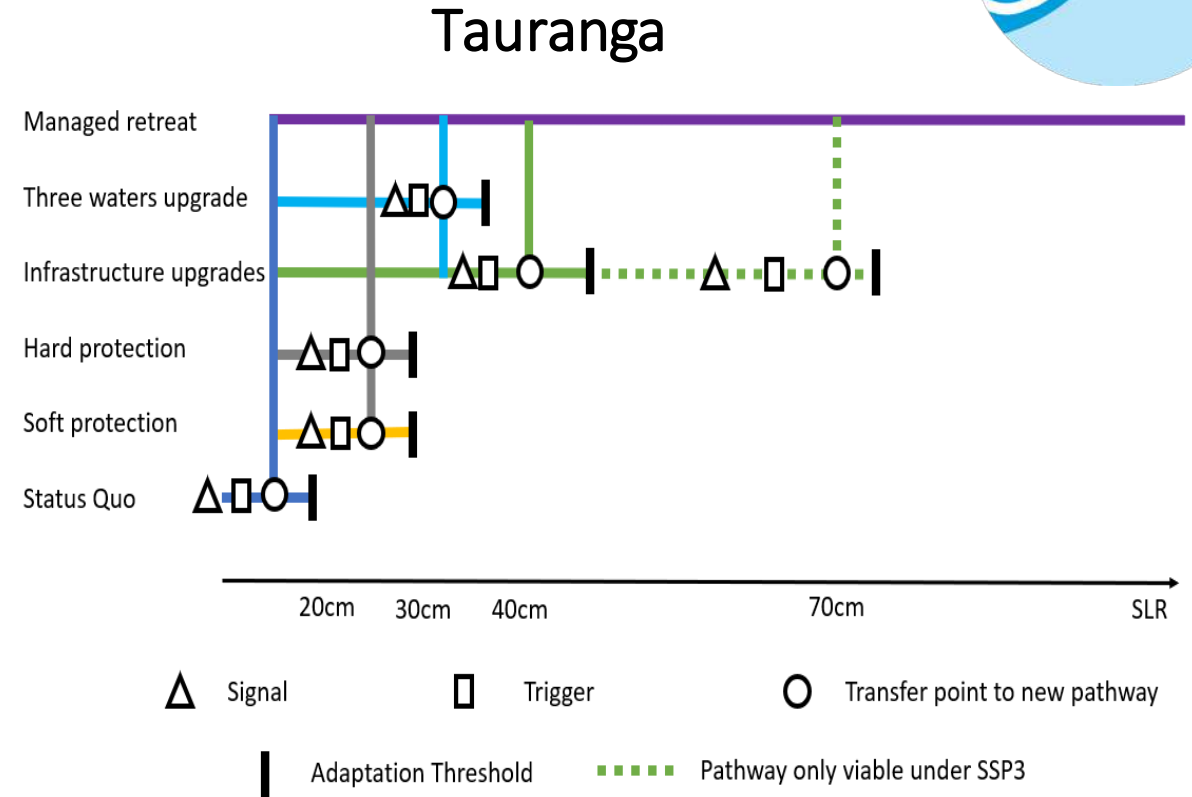 Tauranga
Managed retreat
Three waters upgrade
Infrastructure upgrades
Hard protection
Soft protection
Status Quo
20cm 30cm 40cm 70cm SLR
Signal Trigger Transfer point to new pathway
Adaptation Threshold Pathway only viable under SSP3